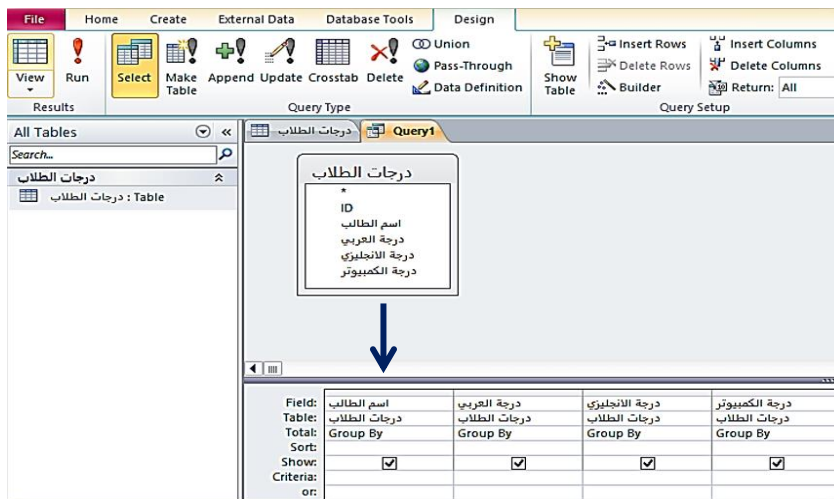 File Home Create External Data Database Tools Design
View Run Select Make Table Append Update Crosstab Delete Union Pass-Through Data Definition Show Table Insert Rows Delete Rows Builder Insert Columns Delete Columns Return: All
Results Query Type Query Setup
All Tables
درجات الطلاب Query1
Search...
درجات الطلاب
درجات الطلاب : Table
درجات الطلاب
*
ID
اسم الطالب
درجة العربي
درجة الانجليزي
درجة الكمبيوتر
Field: اسم الطالب درجة العربي درجة الانجليزي درجة الكمبيوتر
Table: درجات الطلاب درجات الطلاب درجات الطلاب درجات الطلاب
Total: Group By Group By Group By Group By
Sort:
Show:
Criteria:
or: